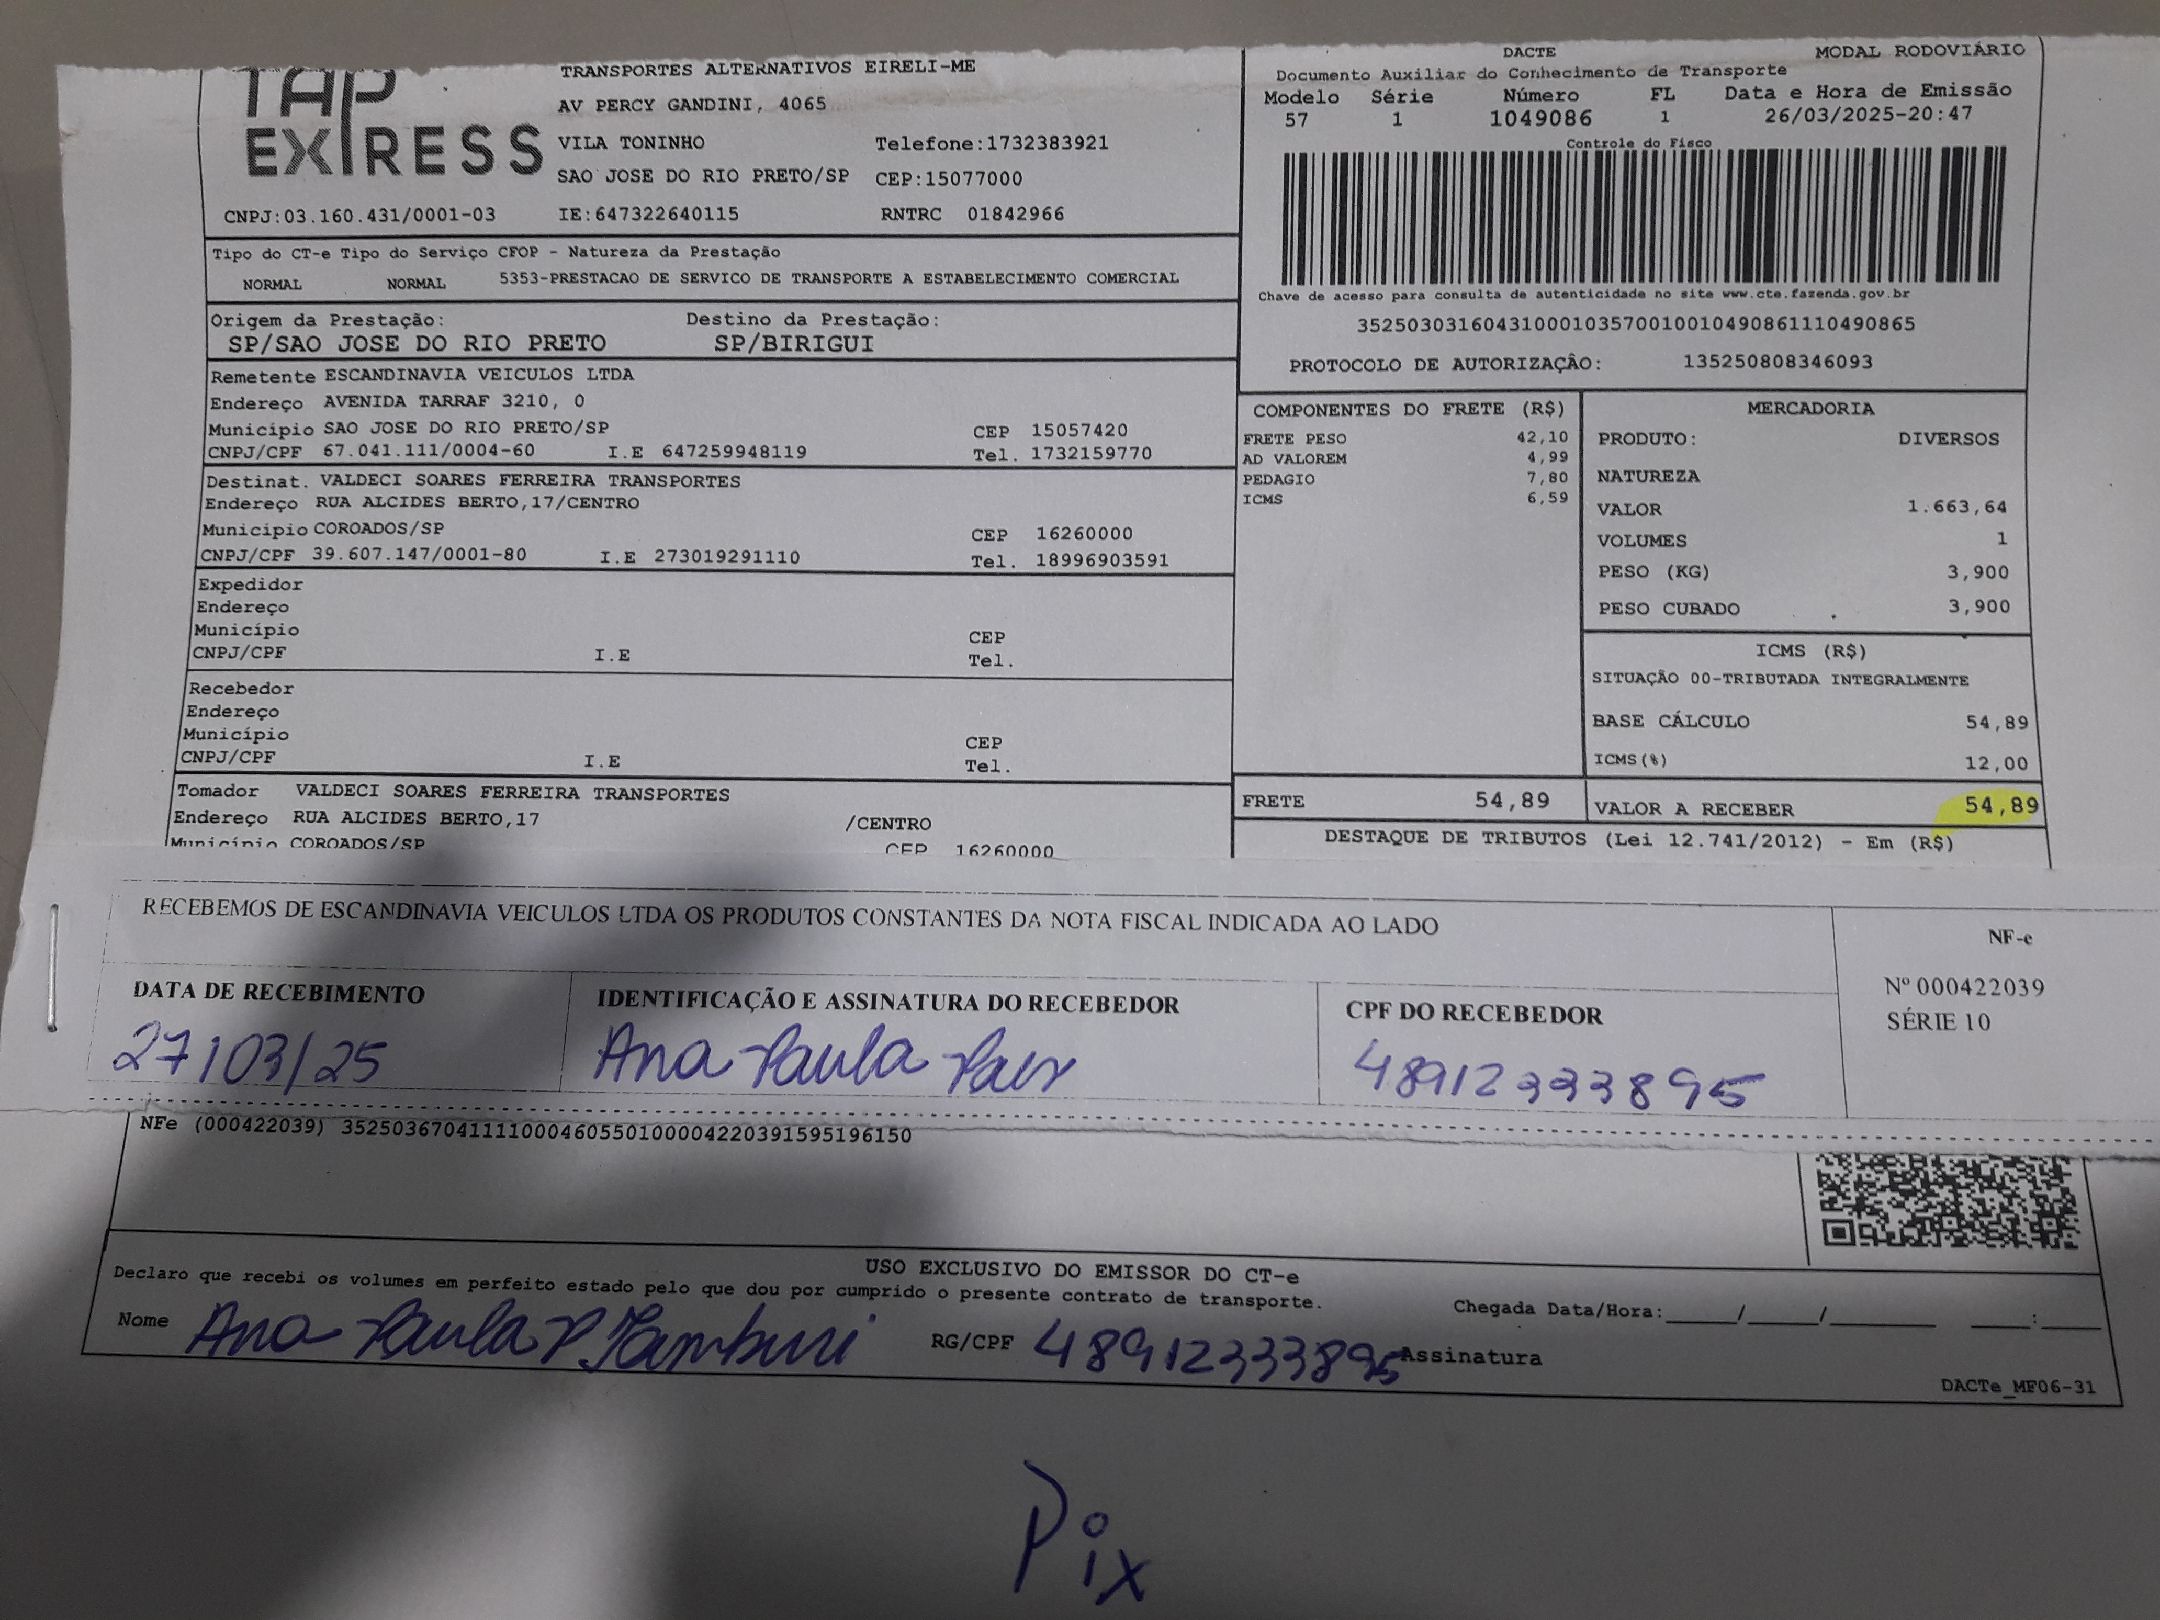 TAP
EXPRESS
TRANSPORTES ALTERNATIVOS EIRELI-ME
AV PERCY GANDINI, 4065
VILA TONINHO Telefone:1732383921
SAO JOSE DO RIO PRETO/SP CEP:15077000
CNPJ:03.160.431/0001-03 IE:647322640115 RNTRC 01842966
DACTE MODAL RODOVIÁRIO
Documento Auxiliar do Conhecimento de Transporte
Modelo Série Número FL Data e Hora de Emissão
57 1 1049086 1 26/03/2025-20:47
Controle do Fisco
Chave de acesso para consulta de autenticidade no site www.cte.fazenda.gov.br
35250303160431000103570010010490861110490865
PROTOCOLO DE AUTORIZAÇÃO: 135250808346093
Tipo do CT-e Tipo do Serviço CFOP - Natureza da Prestação
NORMAL NORMAL 5353-PRESTACAO DE SERVICO DE TRANSPORTE A ESTABELECIMENTO COMERCIAL
Origem da Prestação: Destino da Prestação:
SP/SAO JOSE DO RIO PRETO SP/BIRIGUI
Remetente ESCANDINAVIA VEICULOS LTDA
Endereço AVENIDA TARRAF 3210, 0
Município SAO JOSE DO RIO PRETO/SP CEP 15057420
CNPJ/CPF 67.041.111/0004-60 I.E 647259948119 Tel. 1732159770
Destinat. VALDECI SOARES FERREIRA TRANSPORTES
Endereço RUA ALCIDES BERTO,17/CENTRO
Município COROADOS/SP CEP 16260000
CNPJ/CPF 39.607.147/0001-80 I.E 273019291110 Tel. 18996903591
Expedidor
Endereço
Município CEP
CNPJ/CPF I.E Tel.
Recebedor
Endereço
Município CEP
CNPJ/CPF I.E Tel.
Tomador VALDECI SOARES FERREIRA TRANSPORTES
Endereço RUA ALCIDES BERTO,17 /CENTRO
Município COROADOS/SP CEP 16260000
COMPONENTES DO FRETE (R$)
FRETE PESO 42,10
AD VALOREM 4,99
PEDAGIO 7,80
ICMS 6,59
MERCADORIA
PRODUTO: DIVERSOS
NATUREZA
VALOR 1.663,64
VOLUMES 1
PESO (KG) 3,900
PESO CUBADO 3,900
ICMS (R$)
SITUAÇÃO 00-TRIBUTADA INTEGRALMENTE
BASE CÁLCULO 54,89
ICMS(%) 12,00
FRETE 54,89 VALOR A RECEBER 54,89
DESTAQUE DE TRIBUTOS (Lei 12.741/2012) - Em (R$)
RECEBEMOS DE ESCANDINAVIA VEICULOS LTDA OS PRODUTOS CONSTANTES DA NOTA FISCAL INDICADA AO LADO
NF-e
Nº 000422039
SÉRIE 10
DATA DE RECEBIMENTO IDENTIFICAÇÃO E ASSINATURA DO RECEBEDOR CPF DO RECEBEDOR
27/03/25 Ana Paula 48912333895
NFe (000422039) 35250367041111000460550100004220391595196150
USO EXCLUSIVO DO EMISSOR DO CT-e
Declaro que recebi os volumes em perfeito estado pelo que dou por cumprido o presente contrato de transporte.
Chegada Data/Hora:_____/_____/_______ ____:____
Nome Ana Paula P Tamburi RG/CPF 48912333895 Assinatura
DACTe_MF06-31
Pix